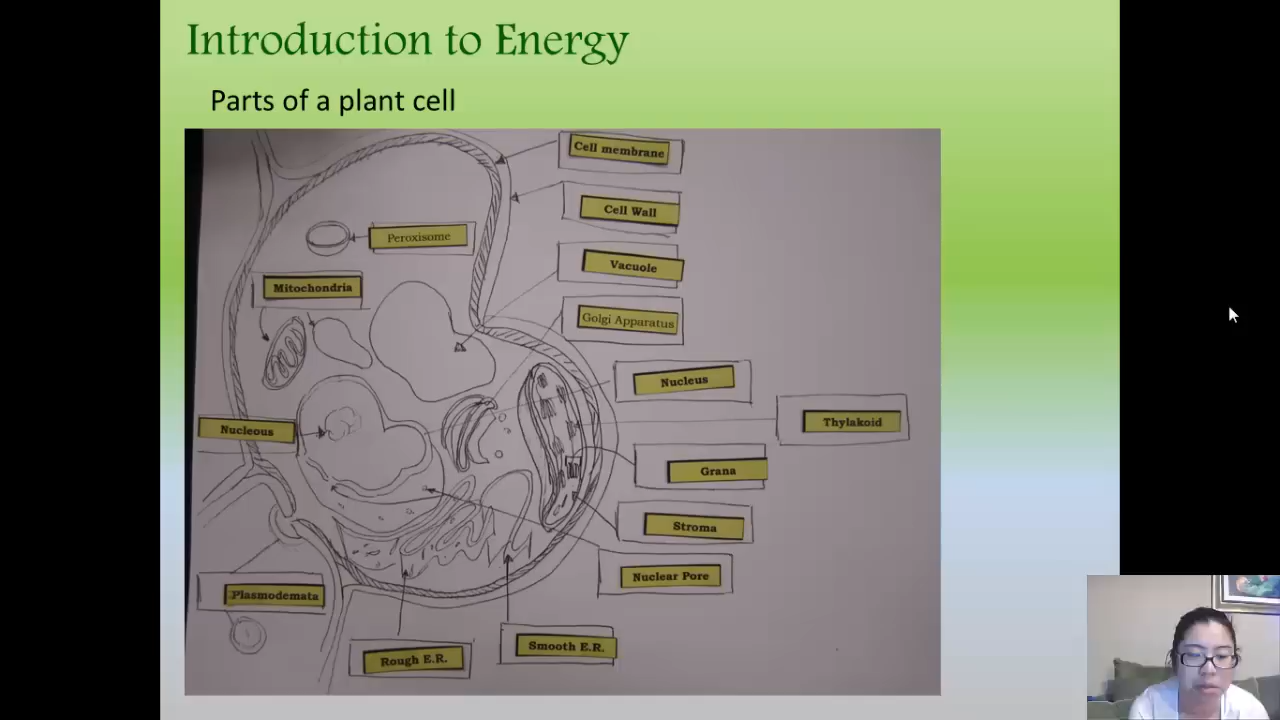 Introduction to Energy
Parts of a plant cell
Cell membrane
Cell Wall
Peroxisome
Vacuole
Mitochondria
Golgi Apparatus
Nucleus
Thylakoid
Nucleous
Grana
Stroma
Nuclear Pore
Plasmodemata
Smooth E.R.
Rough E.R.